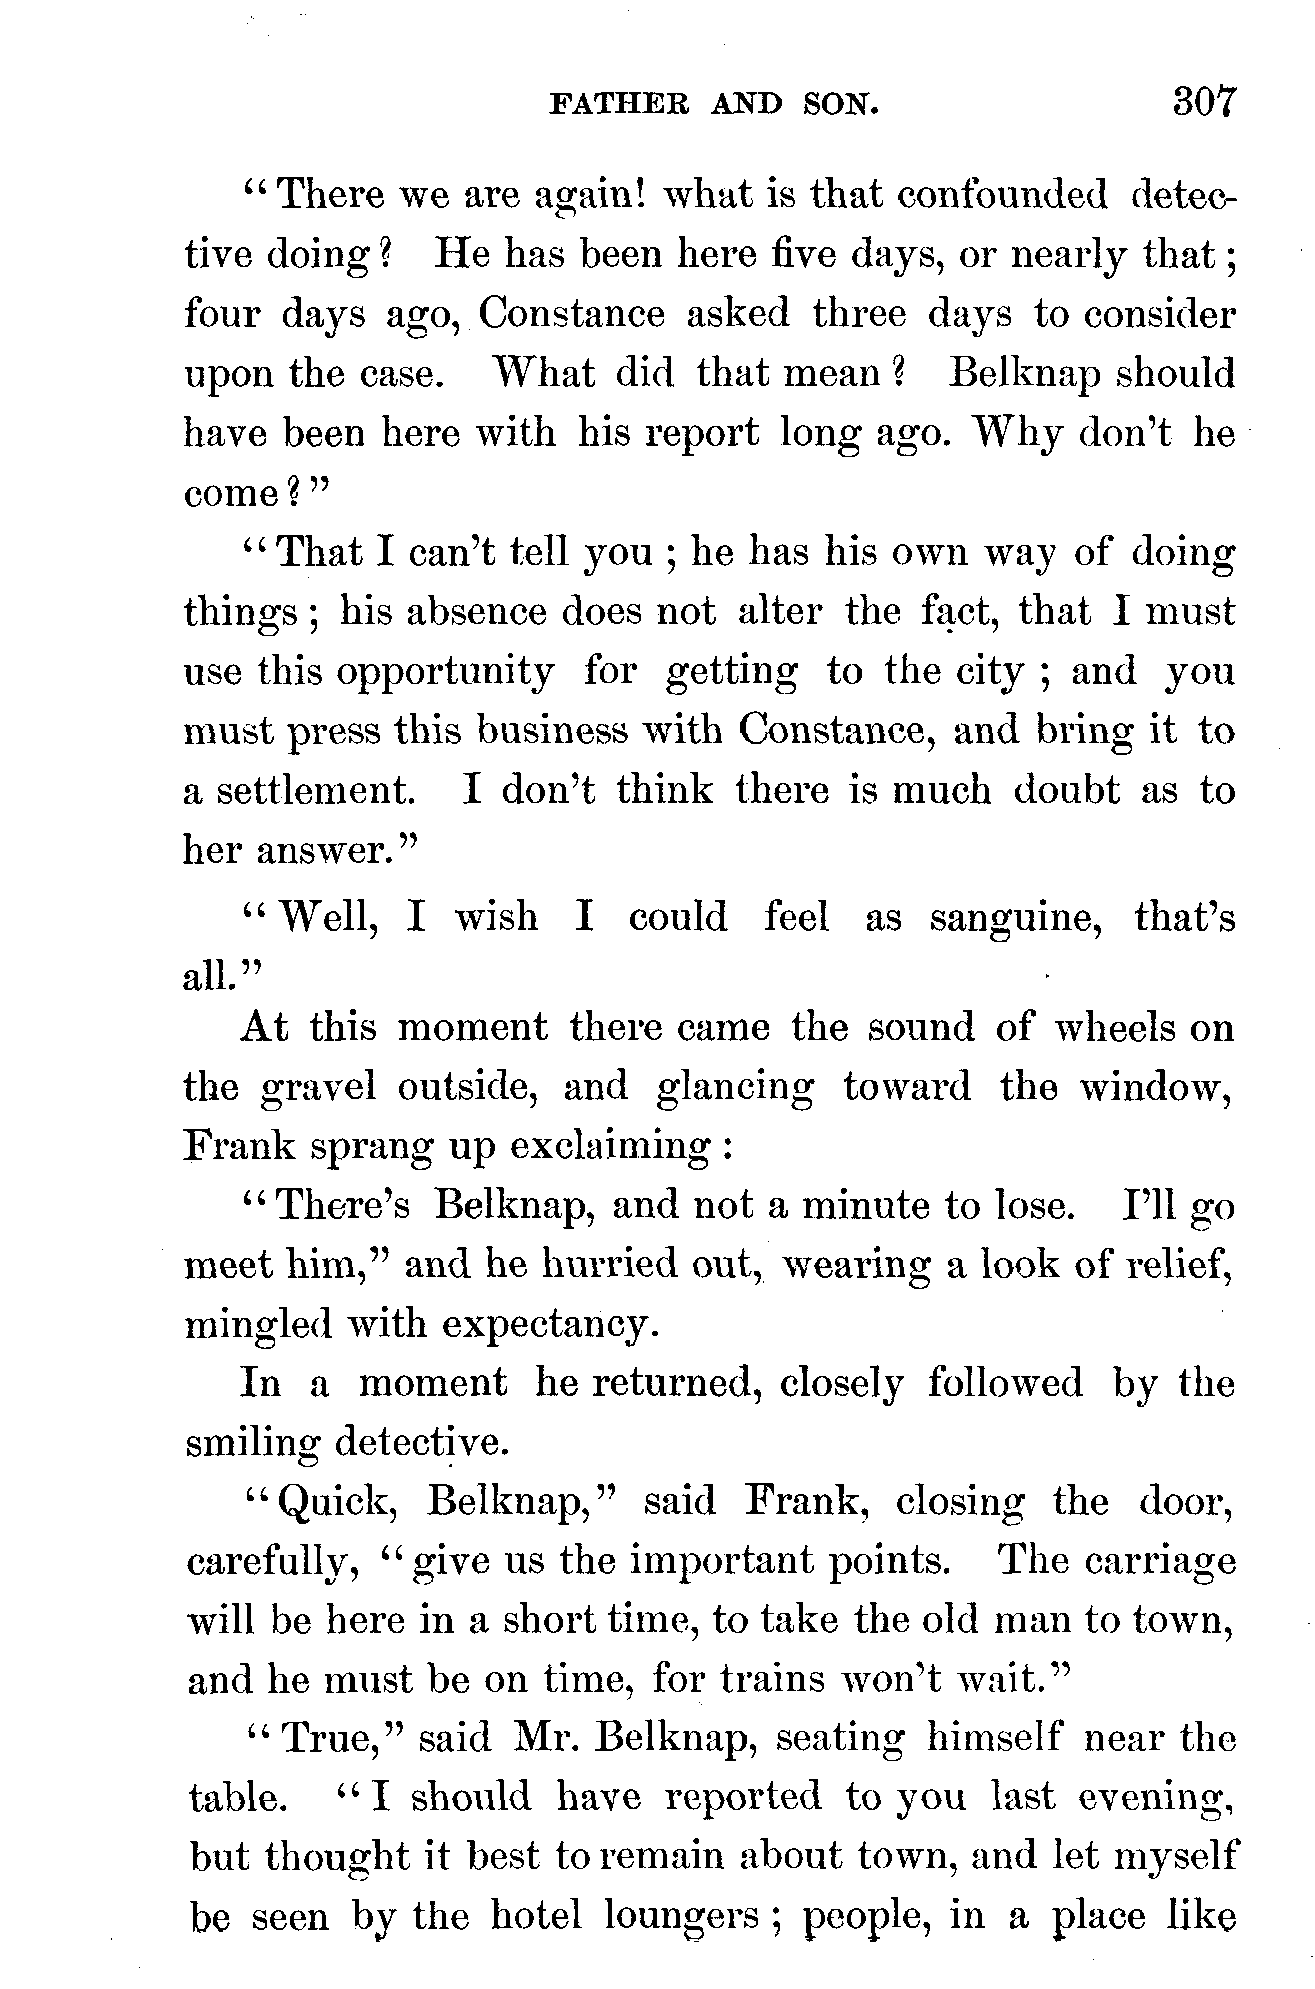 FATHER AND SON. 307
“There we are again! what is that confounded detec-
tive doing? He has been here five days, or nearly that;
four days ago, Constance asked three days to consider
upon the case. What did that mean? Belknap should
have been here with his report long ago. Why don't he
come?”
“That I can't tell you; he has his own way of doing
things; his absence does not alter the fact, that I must
use this opportunity for getting to the city; and you
must press this business with Constance, and bring it to
a settlement. I don't think there is much doubt as to
her answer.”
“Well, I wish I could feel as sanguine, that's
all.”
At this moment there came the sound of wheels on
the gravel outside, and glancing toward the window,
Frank sprang up exclaiming:
“There's Belknap, and not a minute to lose. I'll go
meet him,” and he hurried out, wearing a look of relief,
mingled with expectancy.
In a moment he returned, closely followed by the
smiling detective.
“Quick, Belknap,” said Frank, closing the door,
carefully, “give us the important points. The carriage
will be here in a short time, to take the old man to town,
and he must be on time, for trains won't wait.”
“True,” said Mr. Belknap, seating himself near the
table. “I should have reported to you last evening,
but thought it best to remain about town, and let myself
be seen by the hotel loungers; people, in a place like